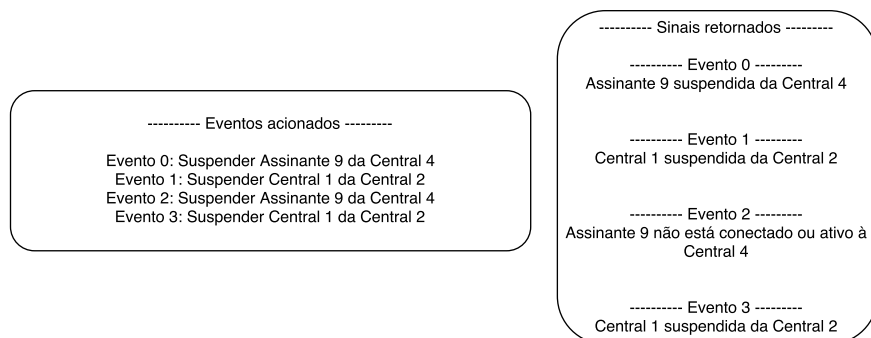 ---------- Eventos acionados ---------
Evento 0: Suspender Assinante 9 da Central 4
Evento 1: Suspender Central 1 da Central 2
Evento 2: Suspender Assinante 9 da Central 4
Evento 3: Suspender Central 1 da Central 2
---------- Sinais retornados ---------
---------- Evento 0 ---------
Assinante 9 suspendida da Central 4
---------- Evento 1 ---------
Central 1 suspendida da Central 2
---------- Evento 2 ---------
Assinante 9 não está conectado ou ativo à
Central 4
---------- Evento 3 ---------
Central 1 suspendida da Central 2